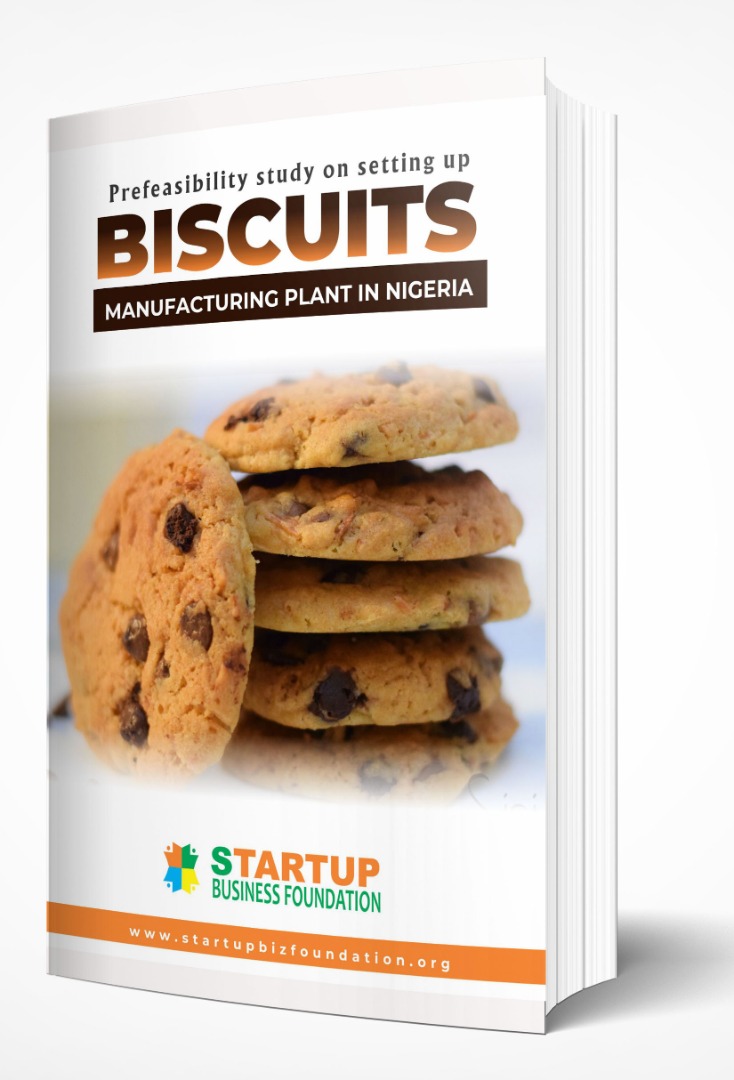 Prefeasibility study on setting up
BISCUITS
MANUFACTURING PLANT IN NIGERIA
STARTUP
BUSINESS FOUNDATION
www.startupbizfoundation.org